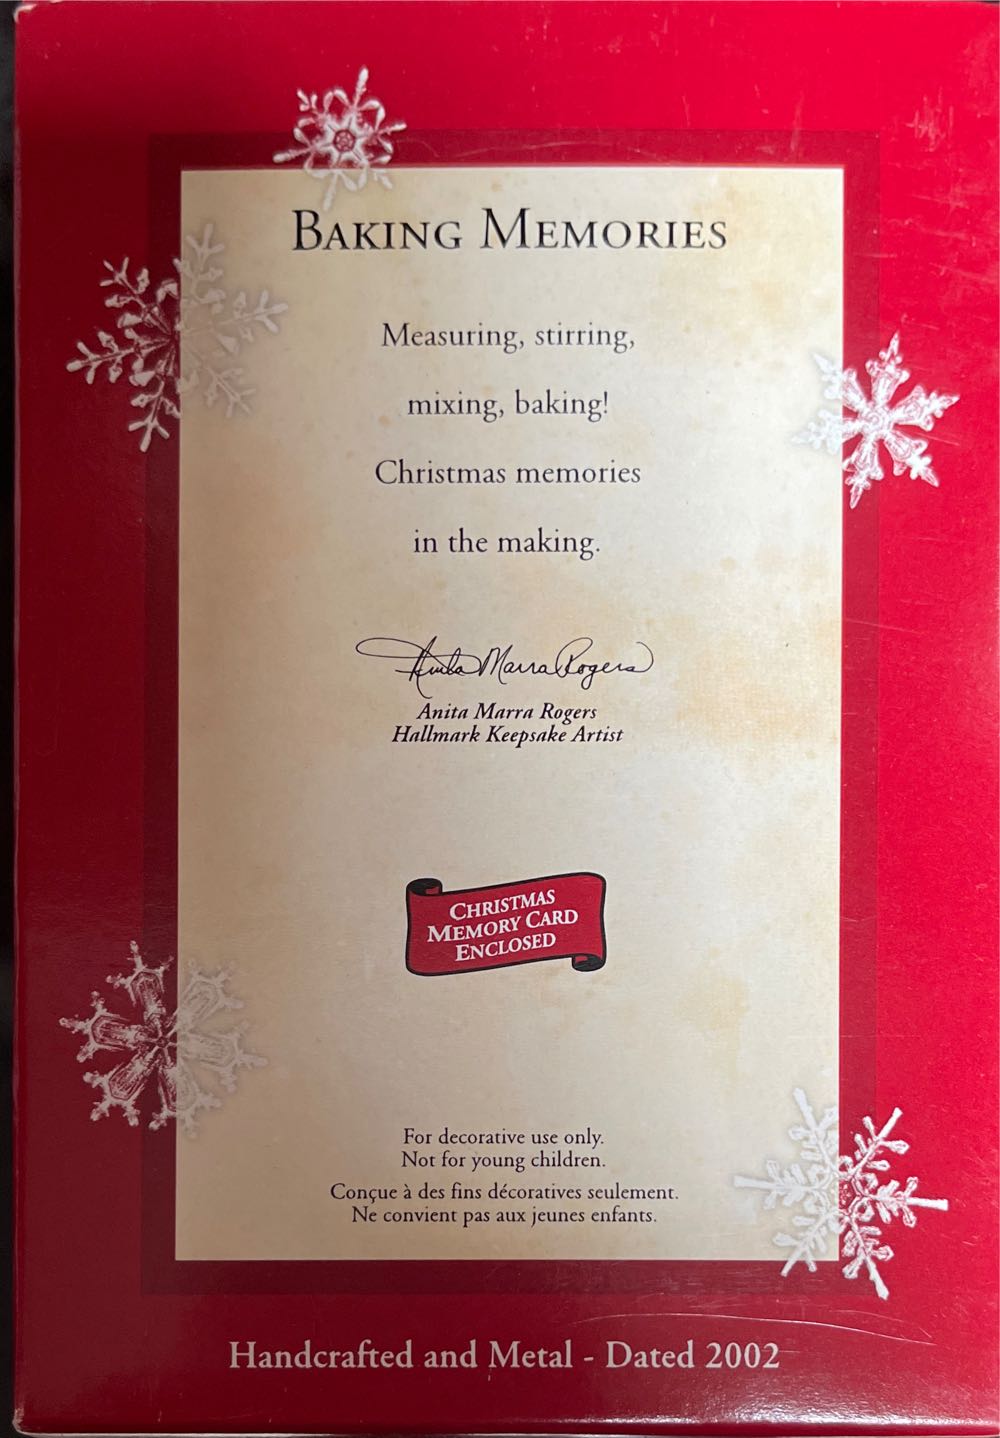 BAKING MEMORIES
Measuring, stirring,
mixing, baking!
Christmas memories
in the making.
Anita Marra Rogers
Anita Marra Rogers
Hallmark Keepsake Artist
CHRISTMAS
MEMORY CARD
ENCLOSED
For decorative use only.
Not for young children.
Conçue à des fins décoratives seulement.
Ne convient pas aux jeunes enfants.
Handcrafted and Metal - Dated 2002